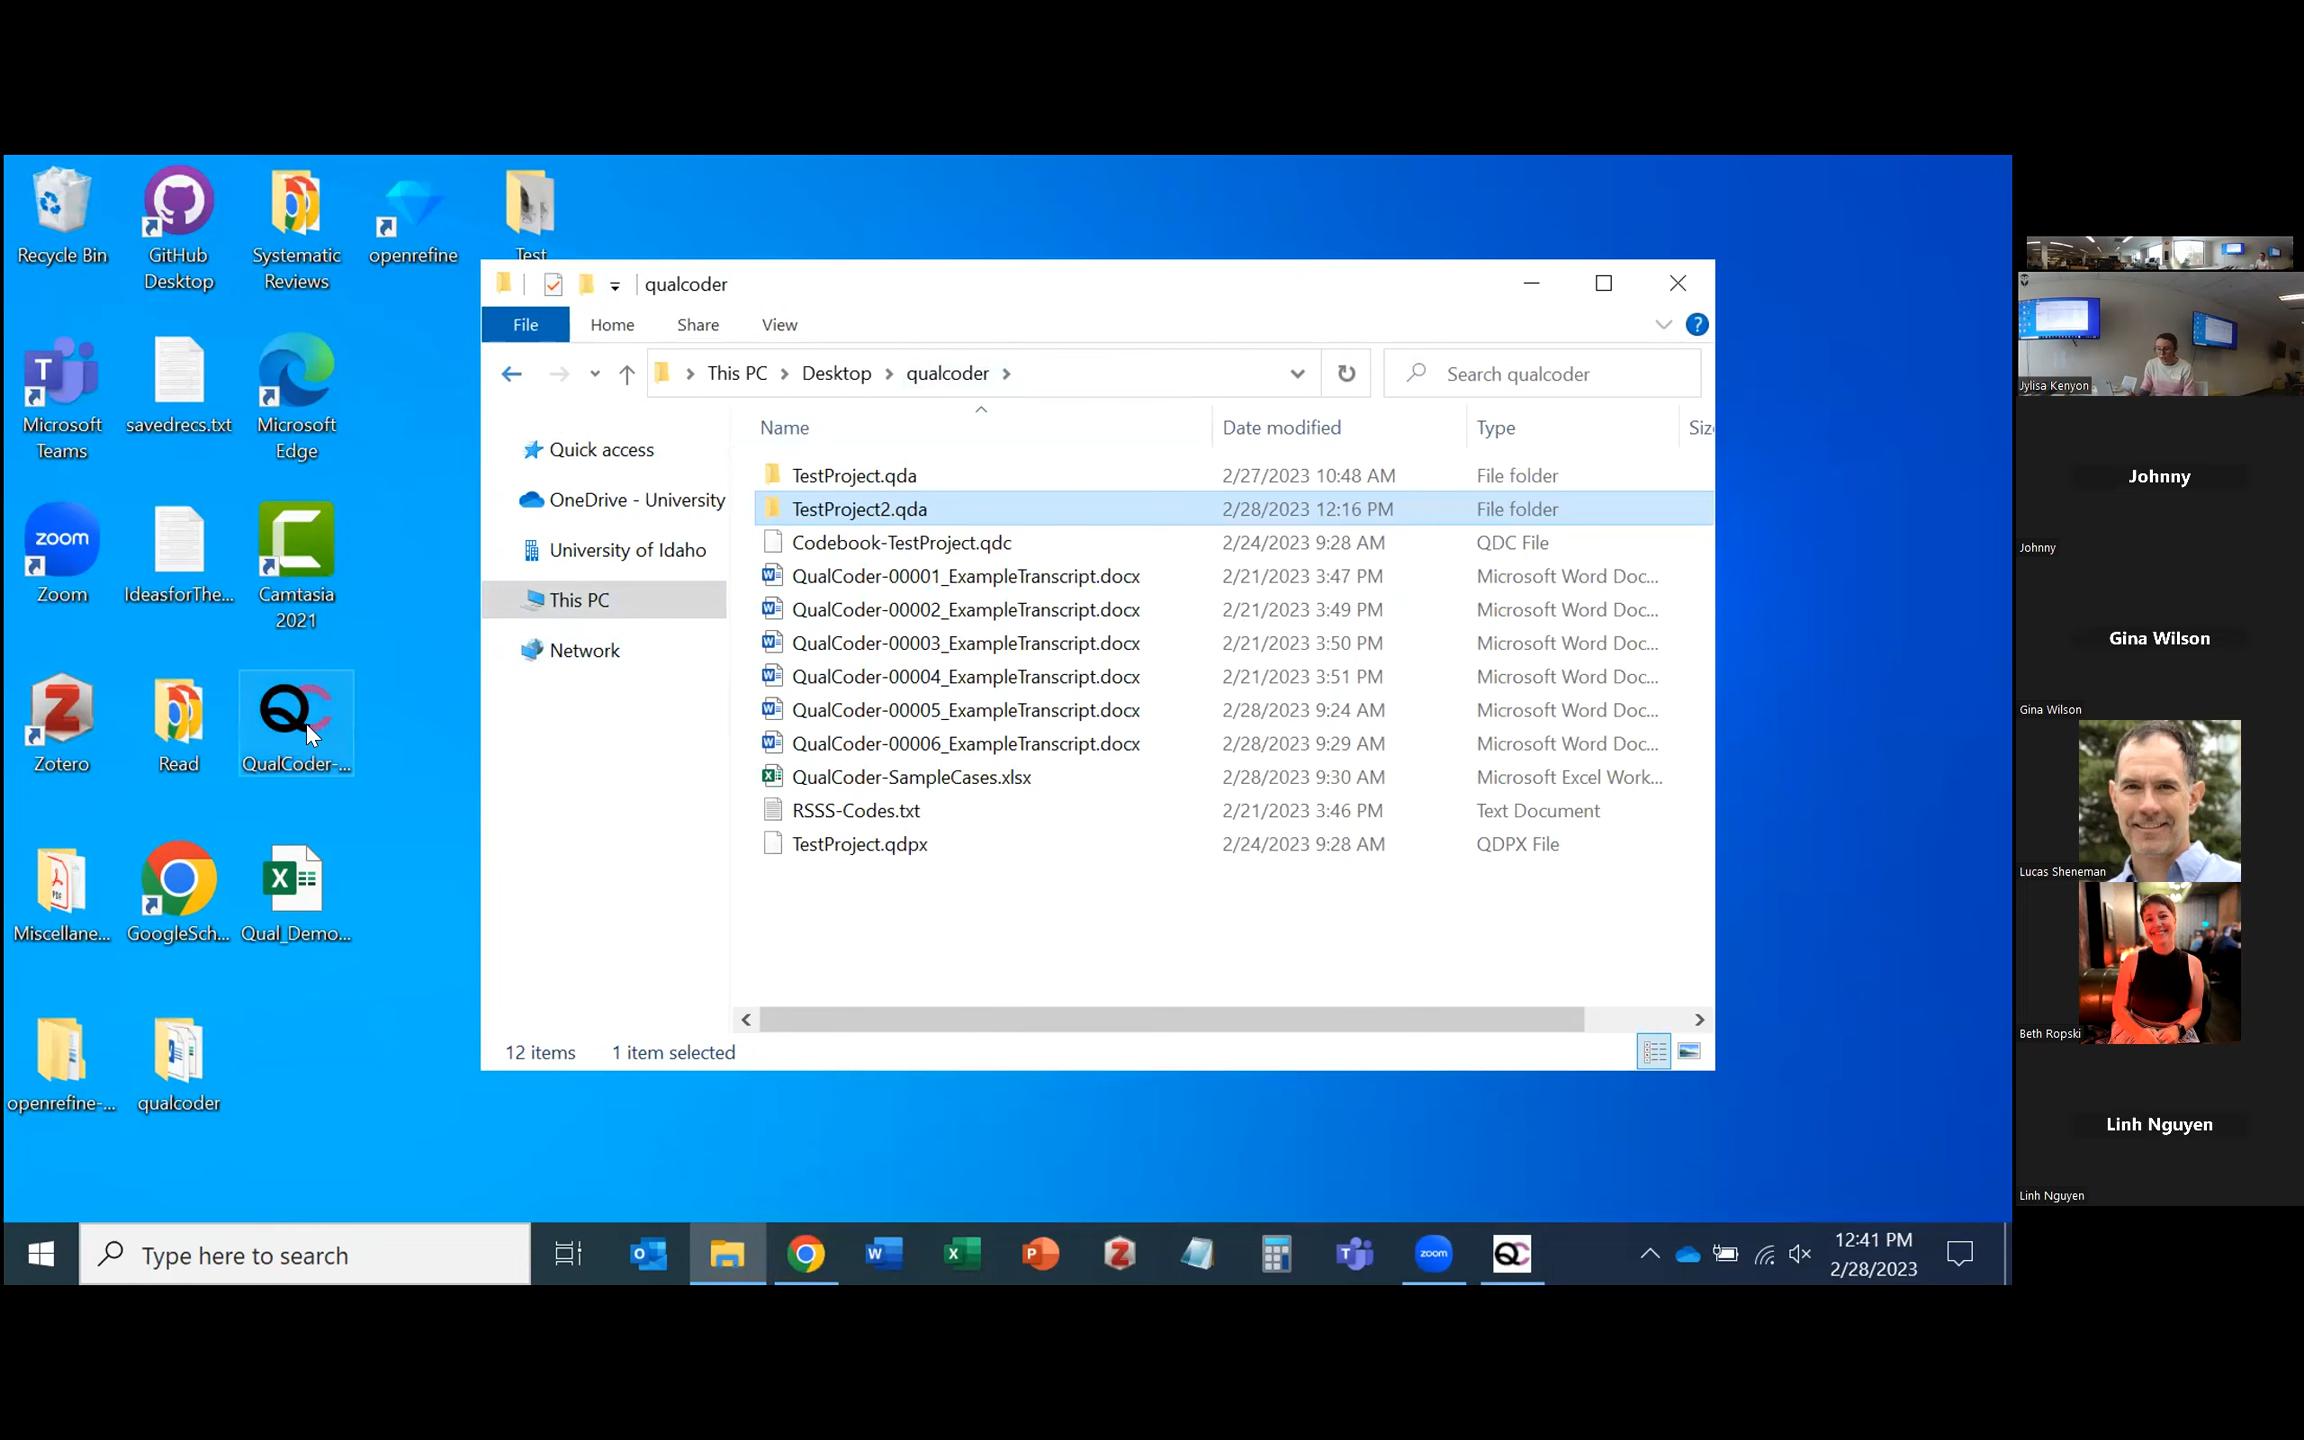 Recycle Bin
GitHub Desktop
Systematic Reviews
openrefine
Test
Microsoft Teams
savedrecs.txt
Microsoft Edge
zoom
Zoom
IdeasforThe...
Camtasia 2021
Zotero
Read
QualCoder-...
Miscellane...
GoogleSch...
Qual_Demo...
openrefine-...
qualcoder
qualcoder
File Home Share View
This PC Desktop qualcoder
Search qualcoder
Quick access
OneDrive - University
University of Idaho
This PC
Network
Name Date modified Type Siz
TestProject.qda 2/27/2023 10:48 AM File folder
TestProject2.qda 2/28/2023 12:16 PM File folder
Codebook-TestProject.qdc 2/24/2023 9:28 AM QDC File
QualCoder-00001_ExampleTranscript.docx 2/21/2023 3:47 PM Microsoft Word Doc...
QualCoder-00002_ExampleTranscript.docx 2/21/2023 3:49 PM Microsoft Word Doc...
QualCoder-00003_ExampleTranscript.docx 2/21/2023 3:50 PM Microsoft Word Doc...
QualCoder-00004_ExampleTranscript.docx 2/21/2023 3:51 PM Microsoft Word Doc...
QualCoder-00005_ExampleTranscript.docx 2/28/2023 9:24 AM Microsoft Word Doc...
QualCoder-00006_ExampleTranscript.docx 2/28/2023 9:29 AM Microsoft Word Doc...
QualCoder-SampleCases.xlsx 2/28/2023 9:30 AM Microsoft Excel Work...
RSSS-Codes.txt 2/21/2023 3:46 PM Text Document
TestProject.qdpx 2/24/2023 9:28 AM QDPX File
12 items 1 item selected
Type here to search
zoom
12:41 PM
2/28/2023
Jylisa Kenyon
Johnny
Johnny
Gina Wilson
Gina Wilson
Lucas Sheneman
Beth Ropski
Linh Nguyen
Linh Nguyen